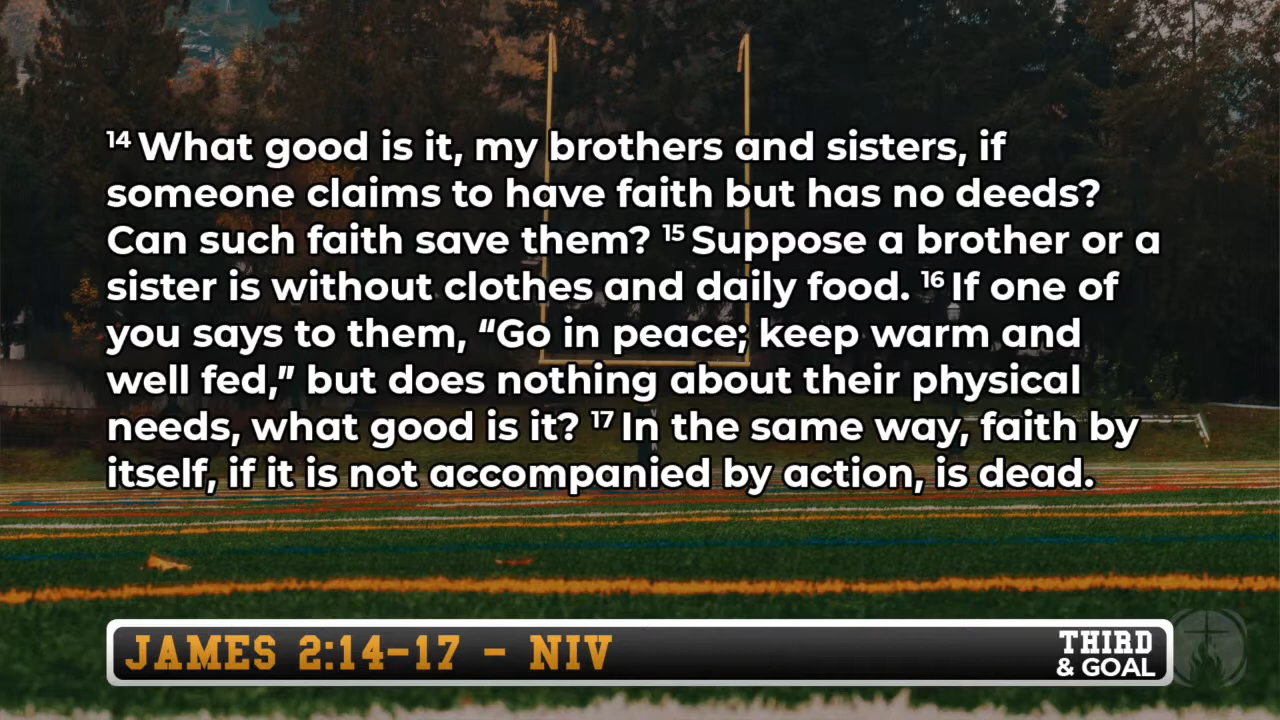 14 What good is it, my brothers and sisters, if
someone claims to have faith but has no deeds?
Can such faith save them? 15 Suppose a brother or a
sister is without clothes and daily food. 16 If one of
you says to them, “Go in peace; keep warm and
well fed,” but does nothing about their physical
needs, what good is it? 17 In the same way, faith by
itself, if it is not accompanied by action, is dead.
JAMES 2:14-17 - NIV
THIRD
& GOAL